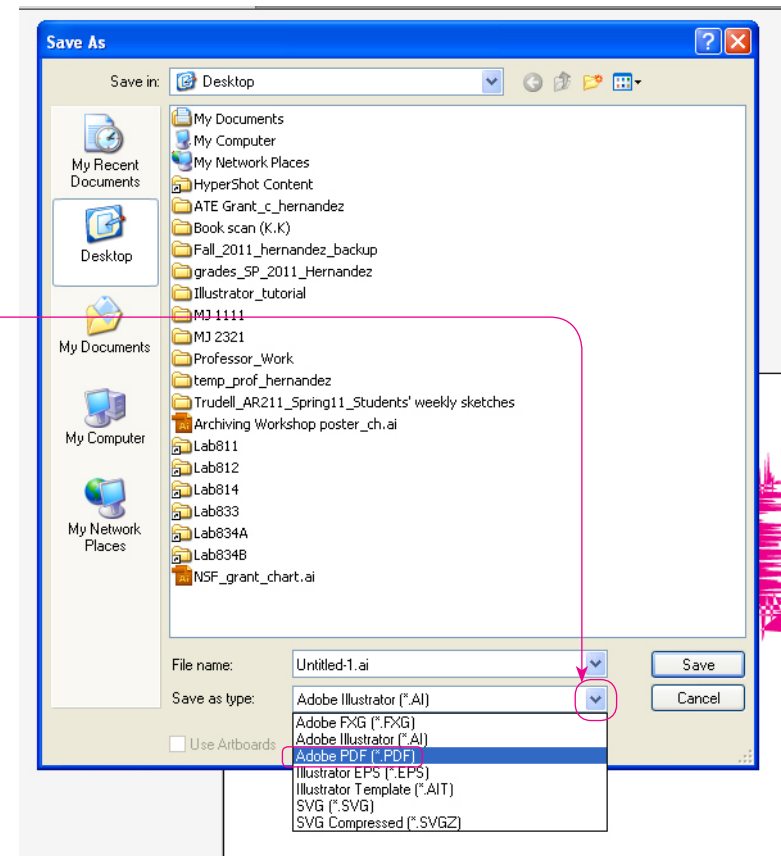 Save As
Save in:
Desktop
My Recent
Documents
Desktop
My Documents
My Computer
My Network
Places
My Documents
My Computer
My Network Places
HyperShot Content
ATE Grant_c_hernandez
Book scan (K.K)
Fall_2011_hernandez_backup
grades_SP_2011_Hernandez
Illustrator_tutorial
MJ 1111
MJ 2321
Professor_Work
temp_prof_hernandez
Trudell_AR211_Spring11_Students' weekly sketches
Archiving Workshop poster_ch.ai
Lab811
Lab812
Lab814
Lab833
Lab834A
Lab834B
NSF_grant_chart.ai
File name:
Untitled-1.ai
Save
Save as type:
Adobe Illustrator (*.AI)
Cancel
Use Artboards
Adobe FXG (*.FXG)
Adobe Illustrator (*.AI)
Adobe PDF (*.PDF)
Illustrator EPS (*.EPS)
Illustrator Template (*.AIT)
SVG (*.SVG)
SVG Compressed (*.SVGZ)